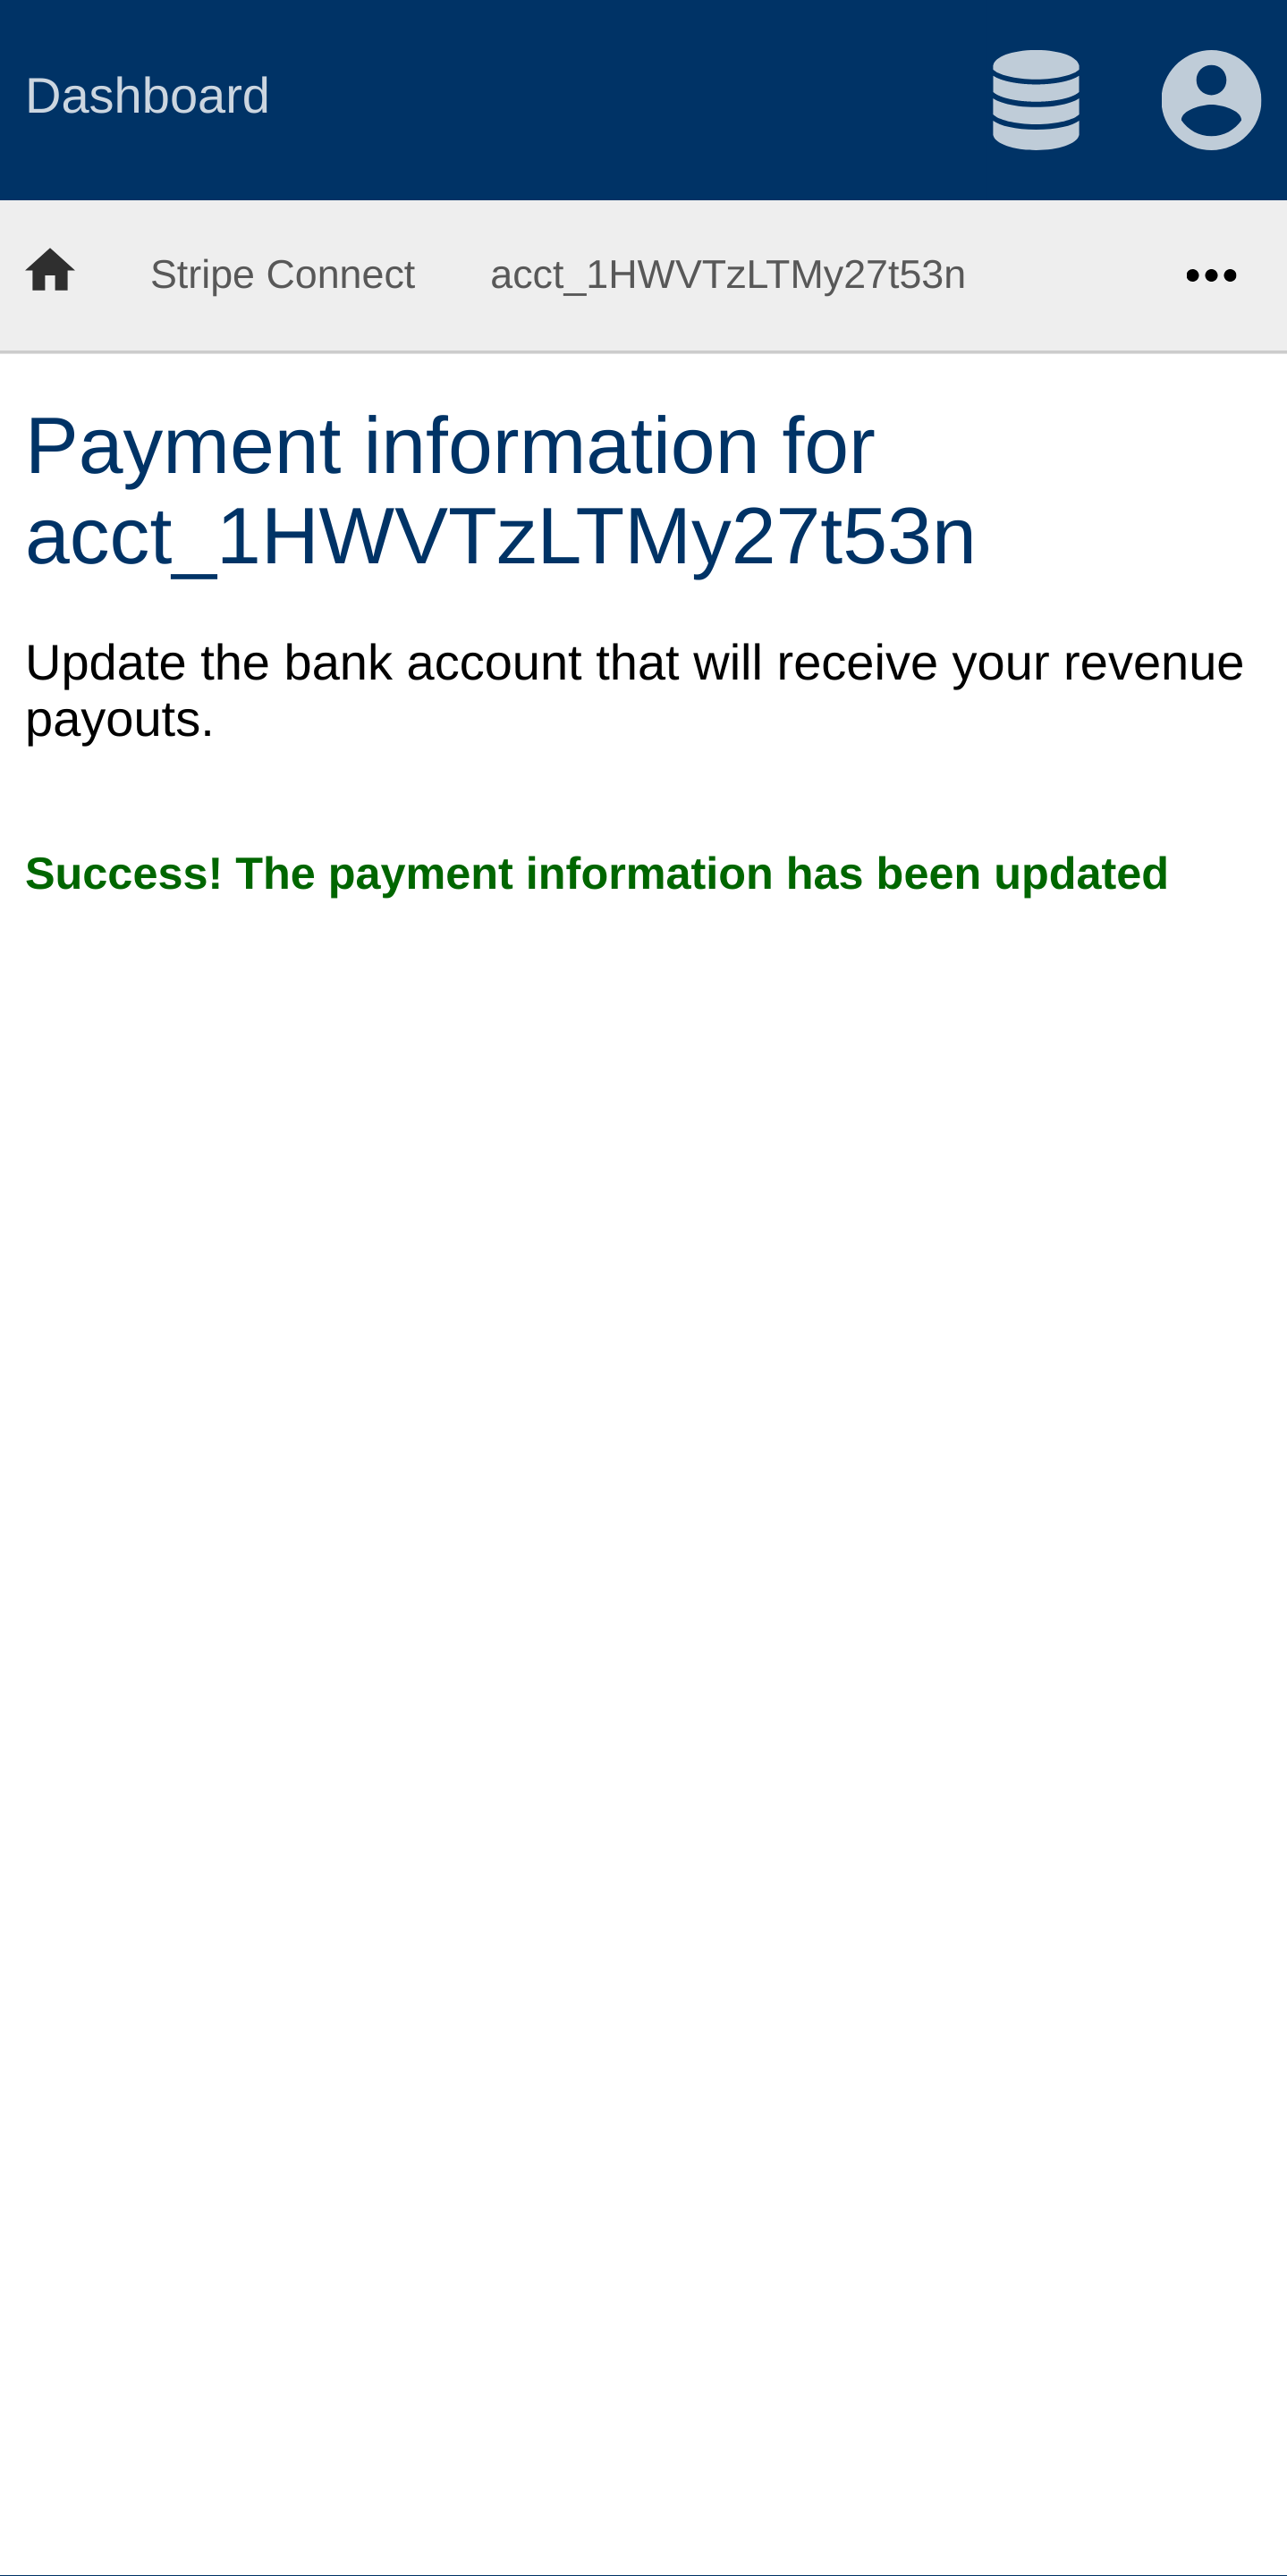 Dashboard
Stripe Connect acct_1HWVTzLTMy27t53n
Payment information for
acct_1HWVTzLTMy27t53n
Update the bank account that will receive your revenue
payouts.
Success! The payment information has been updated